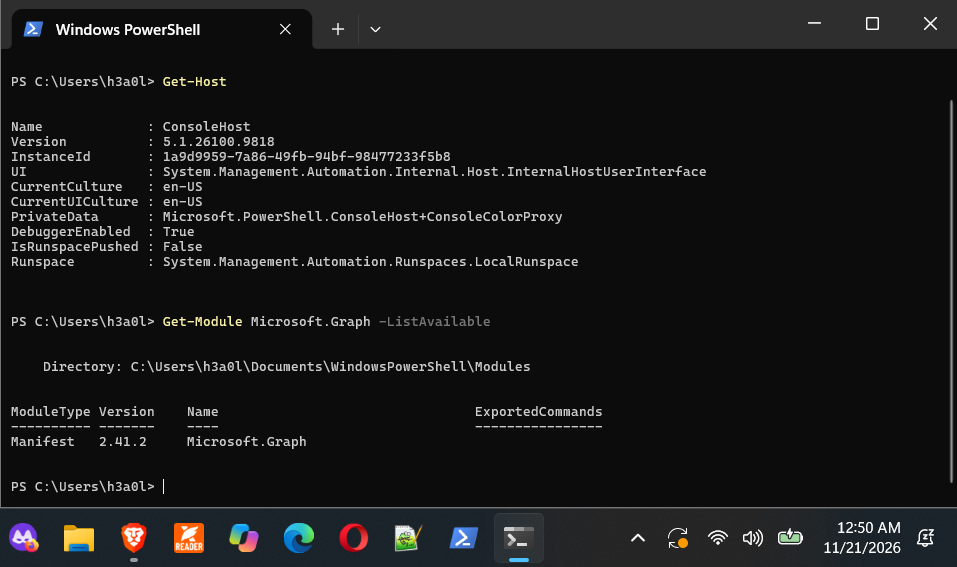 Windows PowerShell
PS C:\Users\h3a0l> Get-Host
Name                 : ConsoleHost
Version              : 5.1.26100.9818
InstanceId           : 1a9d9959-7a86-49fb-94bf-98477233f5b8
UI                   : System.Management.Automation.Internal.Host.InternalHostUserInterface
CurrentCulture       : en-US
CurrentUICulture     : en-US
PrivateData          : Microsoft.PowerShell.ConsoleHost+ConsoleColorProxy
DebuggerEnabled      : True
IsRunspacePushed     : False
Runspace             : System.Management.Automation.Runspaces.LocalRunspace
PS C:\Users\h3a0l> Get-Module Microsoft.Graph -ListAvailable
Directory: C:\Users\h3a0l\Documents\WindowsPowerShell\Modules
ModuleType Version    Name                                ExportedCommands
---------- -------    ----                                ----------------
Manifest   2.41.2     Microsoft.Graph
PS C:\Users\h3a0l>
READER
12:50 AM
11/21/2026